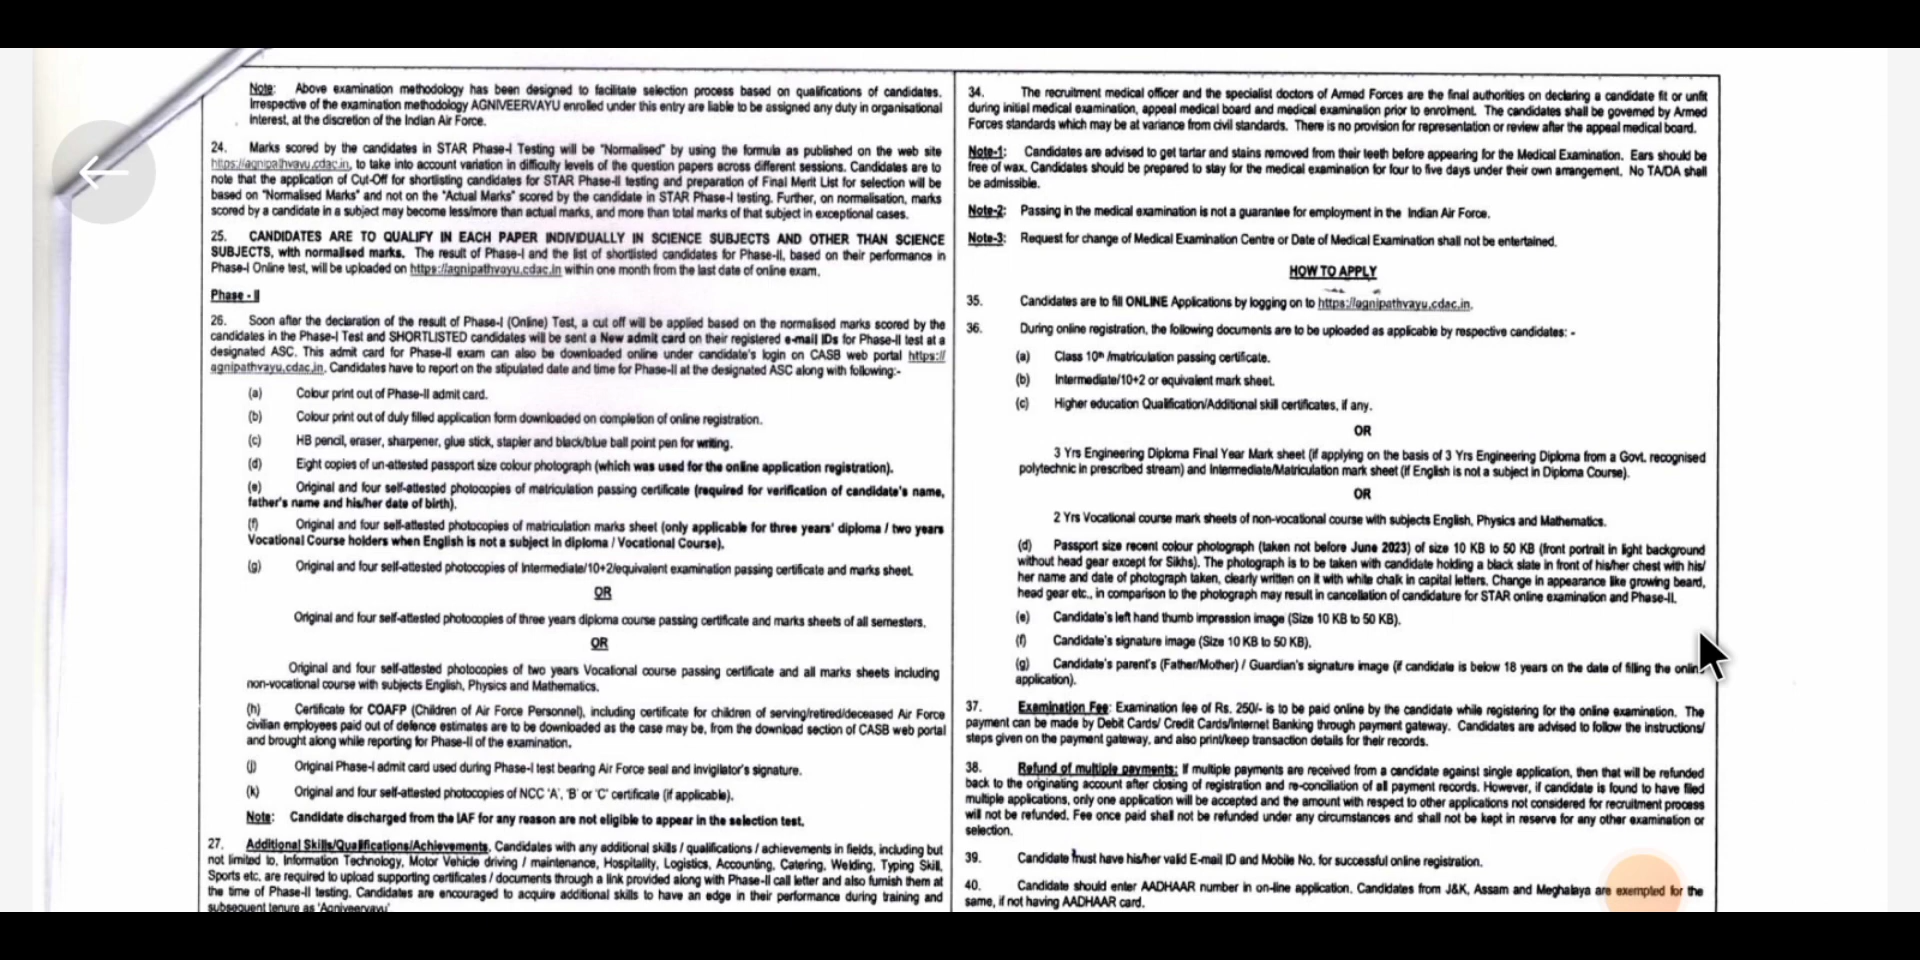 Note: Above examination methodology has been designed to facilitate selection process based on qualifications of candidates.
Irrespective of the examination methodology AGNIVEERVAYU enrolled under this entry are liable to be assigned any duty in organisational
interest, at the discretion of the Indian Air Force.
24. Marks scored by the candidates in STAR Phase-I Testing will be "Normalised" by using the formula as published on the web site
https://agnipathvayu.cdac.in, to take into account variation in difficulty levels of the question papers across different sessions. Candidates are to
note that the application of Cut-Off for shortlisting candidates for STAR Phase-II testing and preparation of Final Merit List for selection will be
based on "Normalised Marks" and not on the "Actual Marks" scored by the candidate in STAR Phase-I testing. Further, on normalisation, marks
scored by a candidate in a subject may become less/more than actual marks, and more than total marks of that subject in exceptional cases.
25. CANDIDATES ARE TO QUALIFY IN EACH PAPER INDIVIDUALLY IN SCIENCE SUBJECTS AND OTHER THAN SCIENCE
SUBJECTS, with normalised marks. The result of Phase-I and the list of shortlisted candidates for Phase-II, based on their performance in
Phase-I Online test, will be uploaded on https://agnipathvayu.cdac.in within one month from the last date of online exam.
Phase - II
26. Soon after the declaration of the result of Phase-I (Online) Test, a cut off will be applied based on the normalised marks scored by the
candidates in the Phase-I Test and SHORTLISTED candidates will be sent a New admit card on their registered e-mail IDs for Phase-II test at a
designated ASC. This admit card for Phase-II exam can also be downloaded online under candidate's login on CASB web portal https://
agnipathvayu.cdac.in. Candidates have to report on the stipulated date and time for Phase-II at the designated ASC along with following:-
(a) Colour print out of Phase-II admit card.
(b) Colour print out of duly filled application form downloaded on completion of online registration.
(c) HB pencil, eraser, sharpener, glue stick, stapler and black/blue ball point pen for writing.
(d) Eight copies of un-attested passport size colour photograph (which was used for the online application registration).
(e) Original and four self-attested photocopies of matriculation passing certificate (required for verification of candidate's name,
father's name and his/her date of birth).
(f) Original and four self-attested photocopies of matriculation marks sheet (only applicable for three years' diploma / two years
Vocational Course holders when English is not a subject in diploma / Vocational Course).
(g) Original and four self-attested photocopies of Intermediate/10+2/equivalent examination passing certificate and marks sheet.
OR
Original and four self-attested photocopies of three years diploma course passing certificate and marks sheets of all semesters.
OR
Original and four self-attested photocopies of two years Vocational course passing certificate and all marks sheets including
non-vocational course with subjects English, Physics and Mathematics.
(h) Certificate for COAFP (Children of Air Force Personnel), including certificate for children of serving/retired/deceased Air Force
civilian employees paid out of defence estimates are to be downloaded as the case may be, from the download section of CASB web portal
and brought along while reporting for Phase-II of the examination.
(j) Original Phase-I admit card used during Phase-I test bearing Air Force seal and invigilator's signature.
(k) Original and four self-attested photocopies of NCC 'A', 'B' or 'C' certificate (if applicable).
Note: Candidate discharged from the IAF for any reason are not eligible to appear in the selection test.
27. Additional Skills/Qualifications/Achievements. Candidates with any additional skills / qualifications / achievements in fields, including but
not limited to, Information Technology, Motor Vehicle driving / maintenance, Hospitality, Logistics, Accounting, Catering, Welding, Typing Skill,
Sports etc. are required to upload supporting certificates / documents through a link provided along with Phase-II call letter and also furnish them at
the time of Phase-II testing. Candidates are encouraged to acquire additional skills to have an edge in their performance during training and
subsequent tenure as 'Agniveervayu'
34. The recruitment medical officer and the specialist doctors of Armed Forces are the final authorities on declaring a candidate fit or unfit
during initial medical examination, appeal medical board and medical examination prior to enrolment. The candidates shall be governed by Armed
Forces standards which may be at variance from civil standards. There is no provision for representation or review after the appeal medical board.
Note-1: Candidates are advised to get tartar and stains removed from their teeth before appearing for the Medical Examination. Ears should be
free of wax. Candidates should be prepared to stay for the medical examination for four to five days under their own arrangement. No TA/DA shall
be admissible.
Note-2: Passing in the medical examination is not a guarantee for employment in the Indian Air Force.
Note-3: Request for change of Medical Examination Centre or Date of Medical Examination shall not be entertained.
HOW TO APPLY
35. Candidates are to fill ONLINE Applications by logging on to https://agnipathvayu.cdac.in.
36. During online registration, the following documents are to be uploaded as applicable by respective candidates: -
(a) Class 10th /matriculation passing certificate.
(b) Intermediate/10+2 or equivalent mark sheet.
(c) Higher education Qualification/Additional skill certificates, if any.
OR
3 Yrs Engineering Diploma Final Year Mark sheet (if applying on the basis of 3 Yrs Engineering Diploma from a Govt. recognised
polytechnic in prescribed stream) and Intermediate/Matriculation mark sheet (if English is not a subject in Diploma Course).
OR
2 Yrs Vocational course mark sheets of non-vocational course with subjects English, Physics and Mathematics.
(d) Passport size recent colour photograph (taken not before June 2023) of size 10 KB to 50 KB (front portrait in light background
without head gear except for Sikhs). The photograph is to be taken with candidate holding a black slate in front of his/her chest with his/
her name and date of photograph taken, clearly written on it with white chalk in capital letters. Change in appearance like growing beard,
head gear etc., in comparison to the photograph may result in cancellation of candidature for STAR online examination and Phase-II.
(e) Candidate's left hand thumb impression image (Size 10 KB to 50 KB).
(f) Candidate's signature image (Size 10 KB to 50 KB).
(g) Candidate's parent's (Father/Mother) / Guardian's signature image (if candidate is below 18 years on the date of filling the onlin
application).
37. Examination Fee: Examination fee of Rs. 250/- is to be paid online by the candidate while registering for the online examination. The
payment can be made by Debit Cards/ Credit Cards/Internet Banking through payment gateway. Candidates are advised to follow the instructions/
steps given on the payment gateway, and also print/keep transaction details for their records.
38. Refund of multiple payments: If multiple payments are received from a candidate against single application, then that will be refunded
back to the originating account after closing of registration and re-conciliation of all payment records. However, if candidate is found to have filed
multiple applications, only one application will be accepted and the amount with respect to other applications not considered for recruitment process
will not be refunded. Fee once paid shall not be refunded under any circumstances and shall not be kept in reserve for any other examination or
selection.
39. Candidate must have his/her valid E-mail ID and Mobile No. for successful online registration.
40. Candidate should enter AADHAAR number in on-line application. Candidates from J&K, Assam and Meghalaya are exempted for the
same, if not having AADHAAR card.